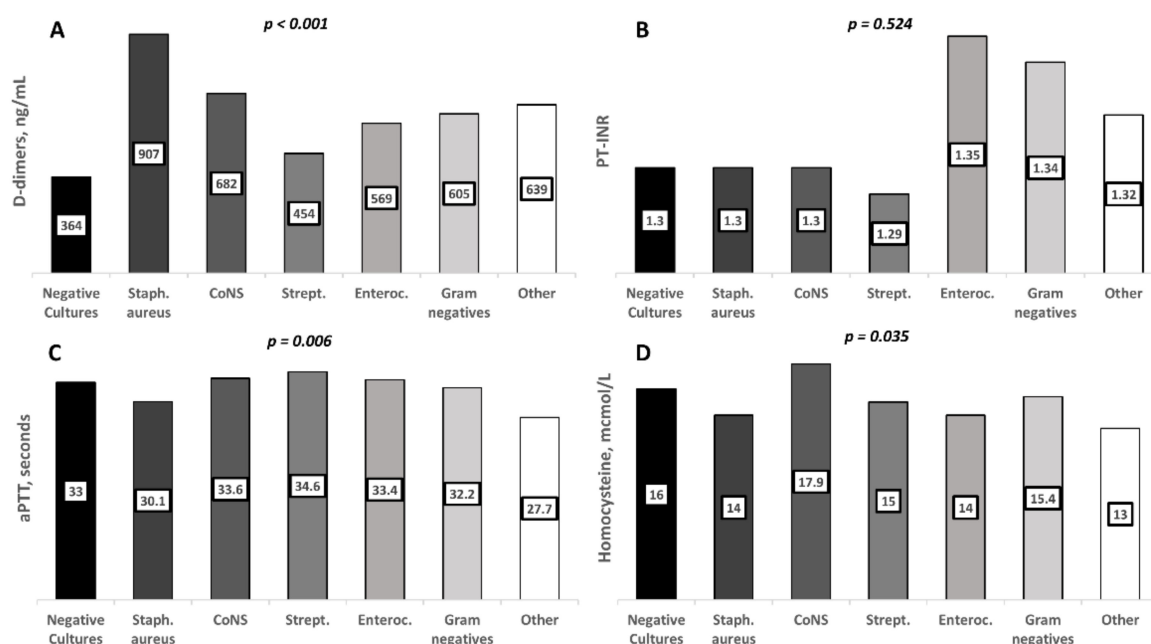 A
p < 0.001
D-dimers, ng/mL
364
907
682
454
569
605
639
Negative
Cultures
Staph.
aureus
CoNS
Strept.
Enteroc.
Gram
negatives
Other
B
p = 0.524
PT-INR
1.3
1.3
1.3
1.29
1.35
1.34
1.32
Negative
Cultures
Staph.
aureus
CoNS
Strept.
Enteroc.
Gram
negatives
Other
C
p = 0.006
aPTT, seconds
33
30.1
33.6
34.6
33.4
32.2
27.7
Negative
Cultures
Staph.
aureus
CoNS
Strept.
Enteroc.
Gram
negatives
Other
D
p = 0.035
Homocysteine, mcmol/L
16
14
17.9
15
14
15.4
13
Negative
Cultures
Staph.
aureus
CoNS
Strept.
Enteroc.
Gram
negatives
Other